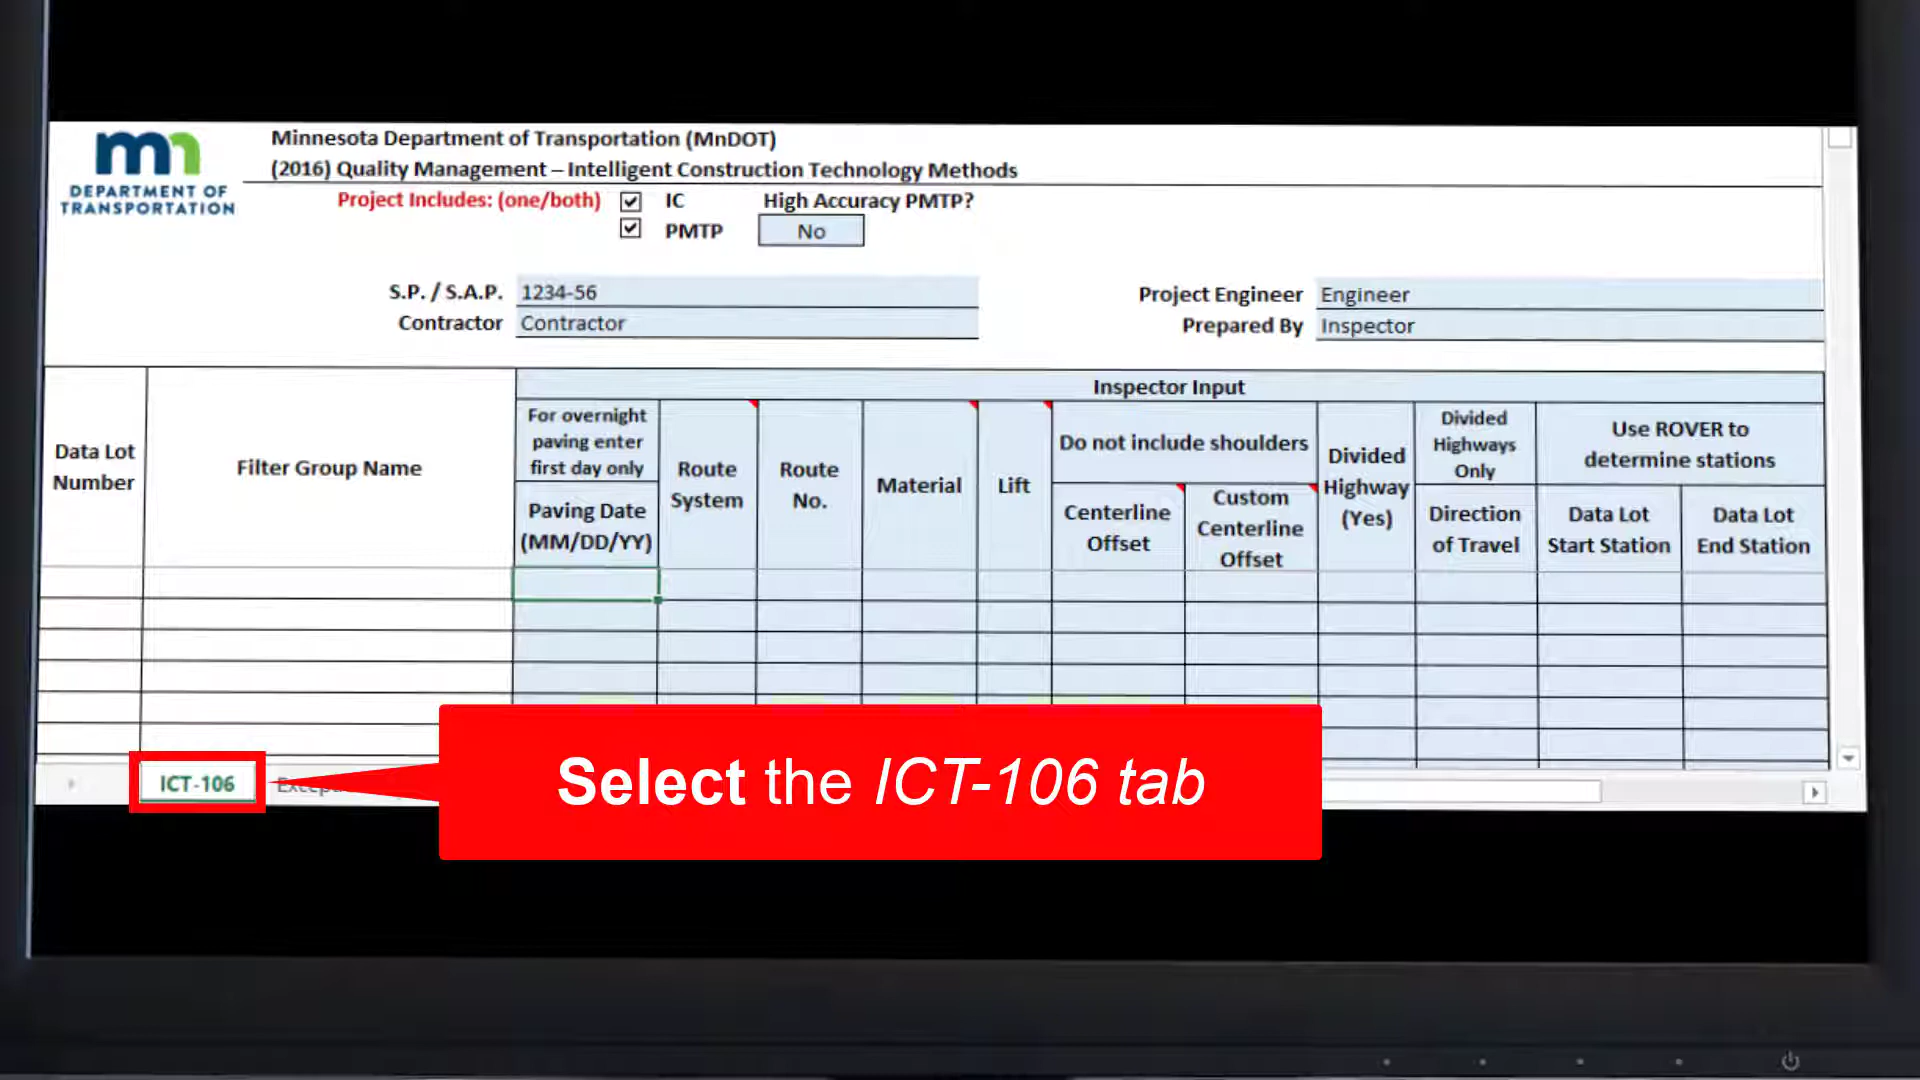 Minnesota Department of Transportation (MnDOT)
(2016) Quality Management – Intelligent Construction Technology Methods
mn
DEPARTMENT OF
TRANSPORTATION
Project Includes: (one/both)
IC
High Accuracy PMTP?
PMTP
No
S.P. / S.A.P.
1234-56
Project Engineer
Engineer
Contractor
Contractor
Prepared By
Inspector
Inspector Input
Data Lot
Number
Filter Group Name
For overnight
paving enter
first day only
Paving Date
(MM/DD/YY)
Route
System
Route
No.
Material
Lift
Do not include shoulders
Centerline
Offset
Custom
Centerline
Offset
Divided
Highway
(Yes)
Divided
Highways
Only
Direction
of Travel
Use ROVER to
determine stations
Data Lot
Start Station
Data Lot
End Station
ICT-106
Select the ICT-106 tab